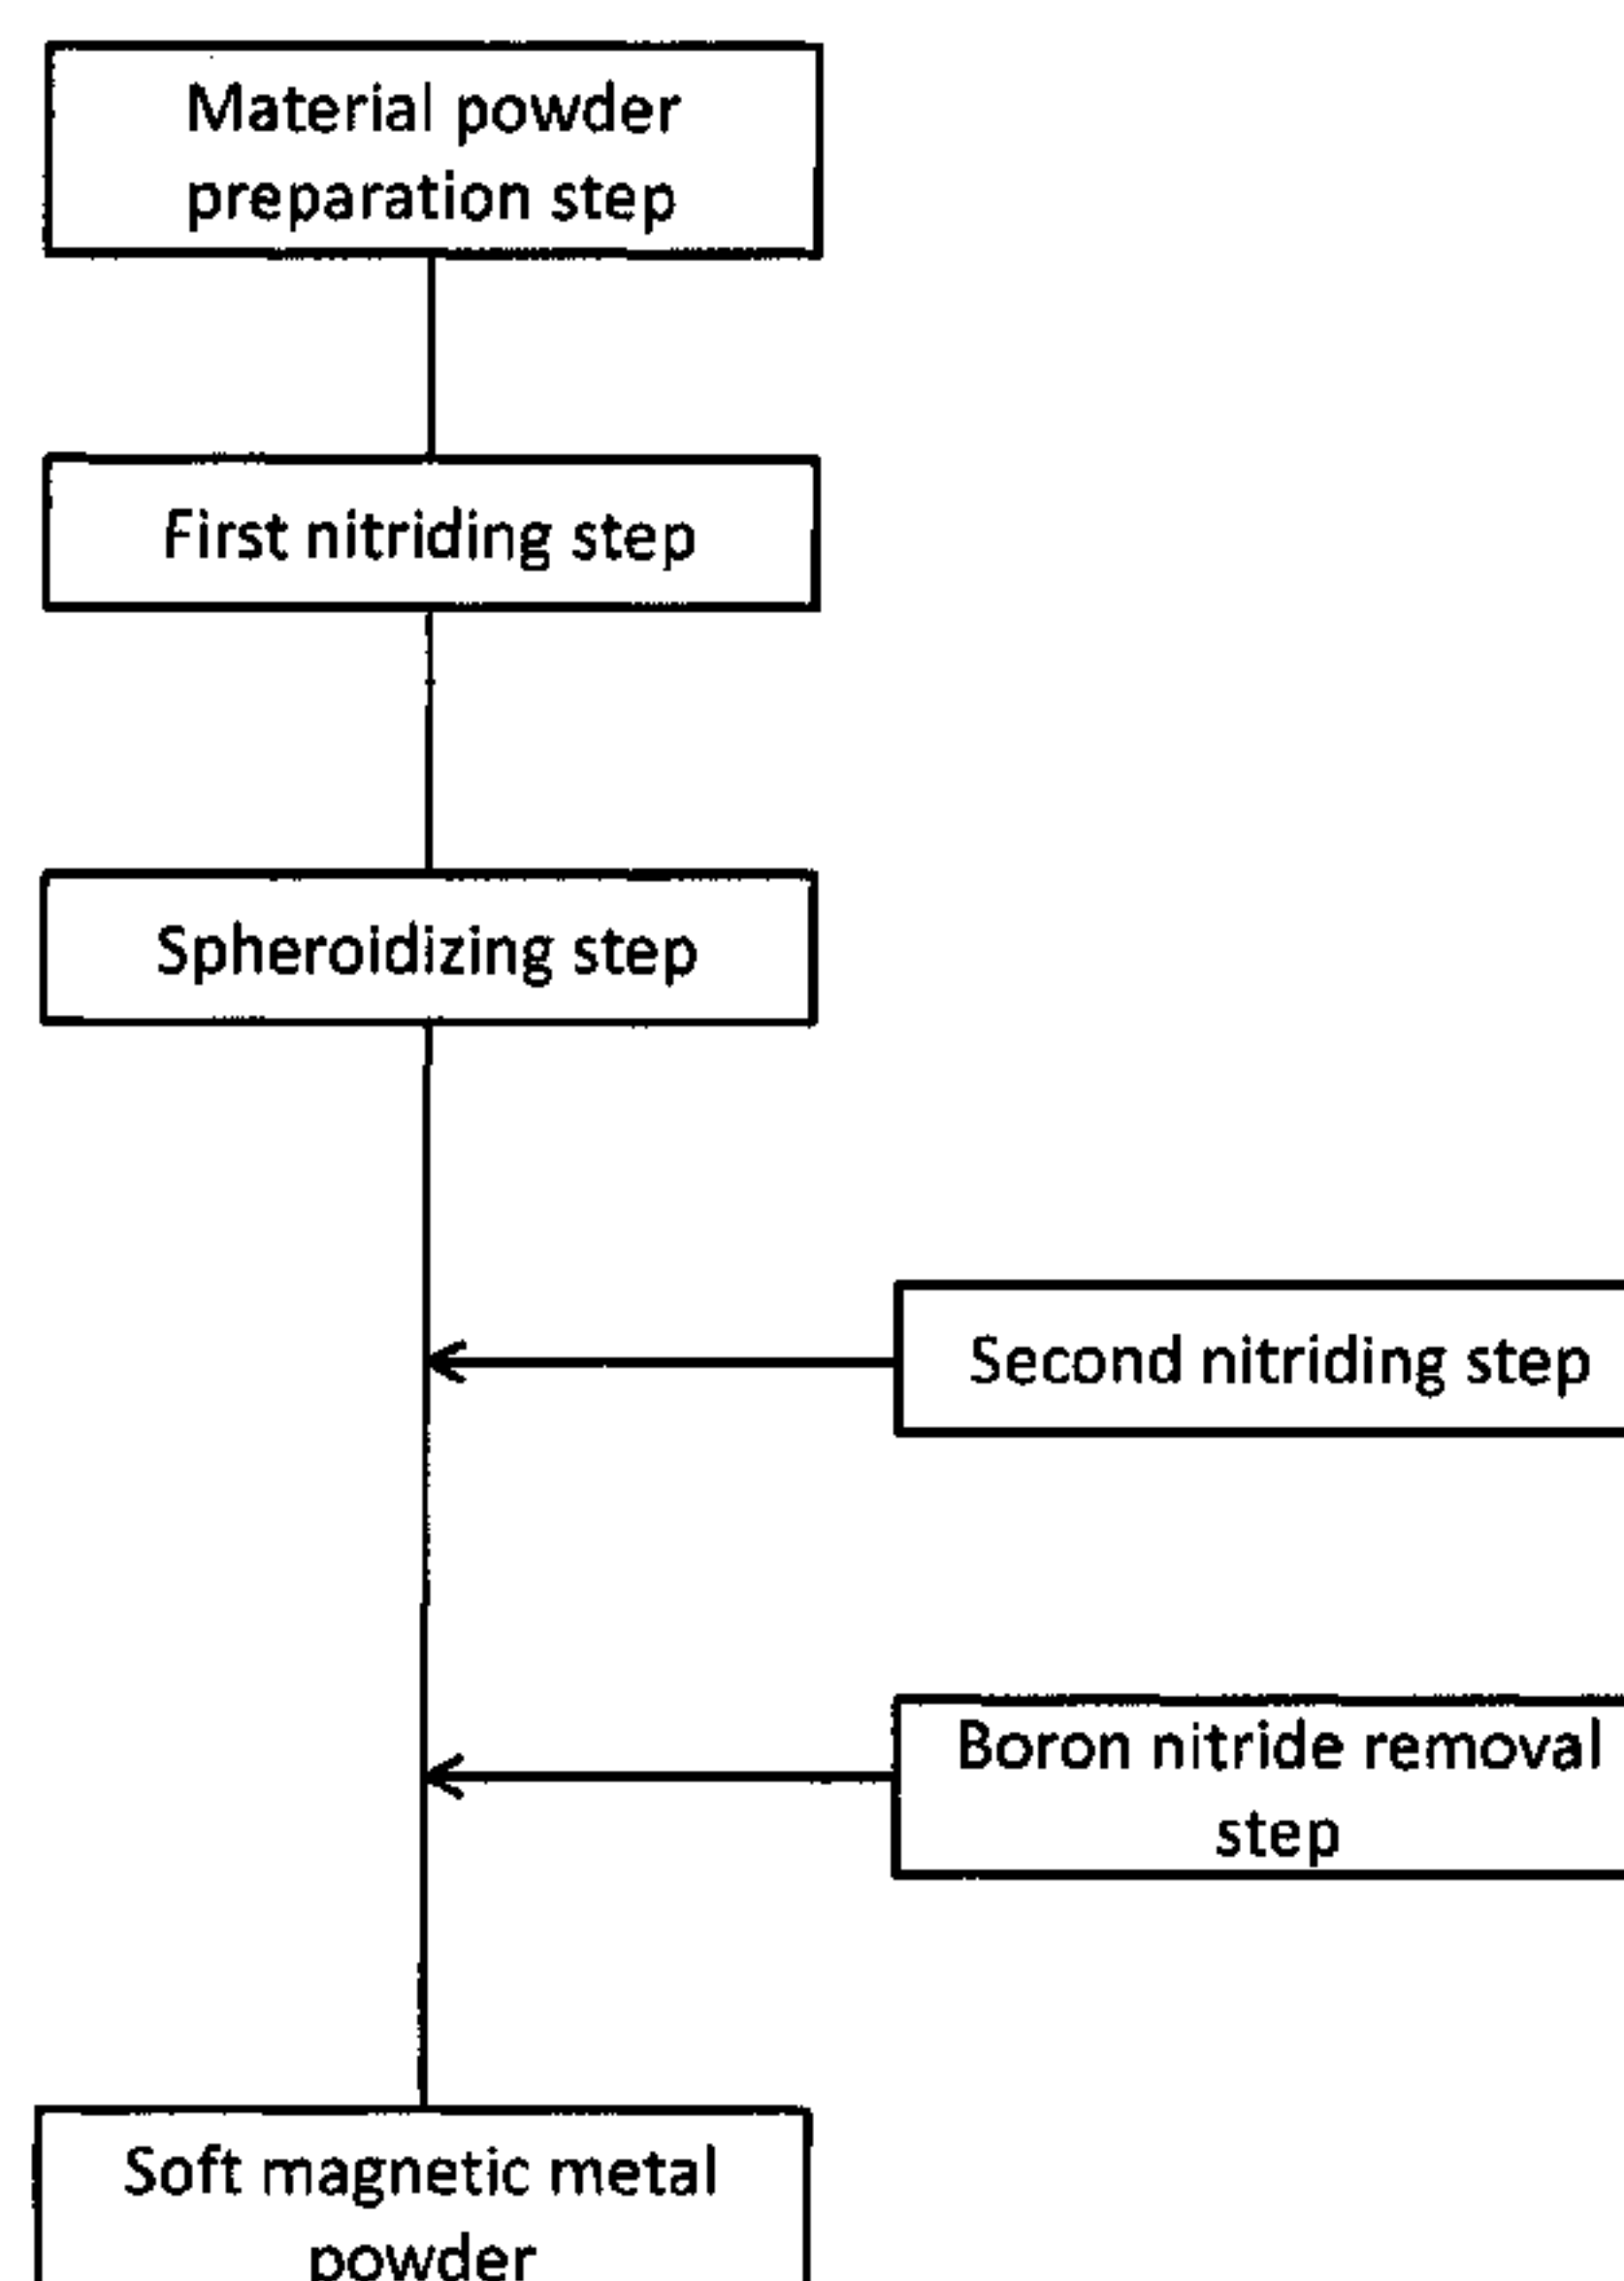 Material powder
preparation step
First nitriding step
Spheroidizing step
Second nitriding step
Boron nitride removal
step
Soft magnetic metal
powder